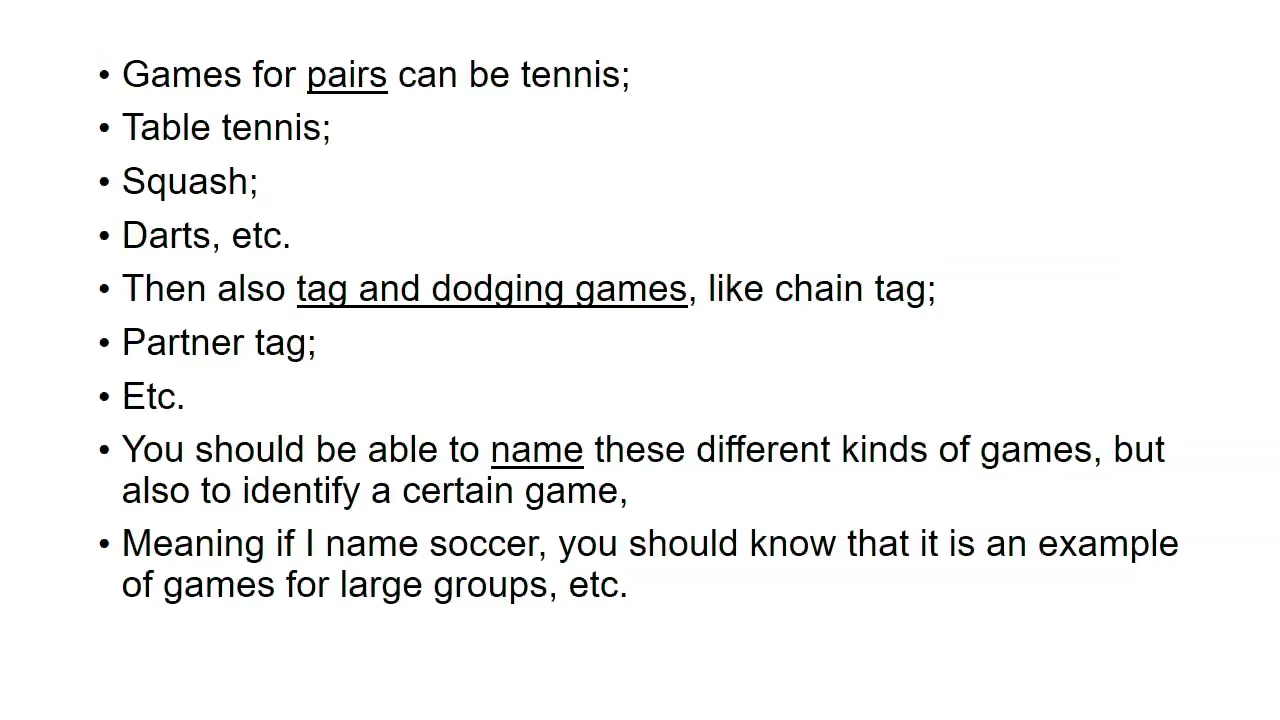 • Games for pairs can be tennis;
• Table tennis;
• Squash;
• Darts, etc.
• Then also tag and dodging games, like chain tag;
• Partner tag;
• Etc.
• You should be able to name these different kinds of games, but
also to identify a certain game,
• Meaning if I name soccer, you should know that it is an example
of games for large groups, etc.